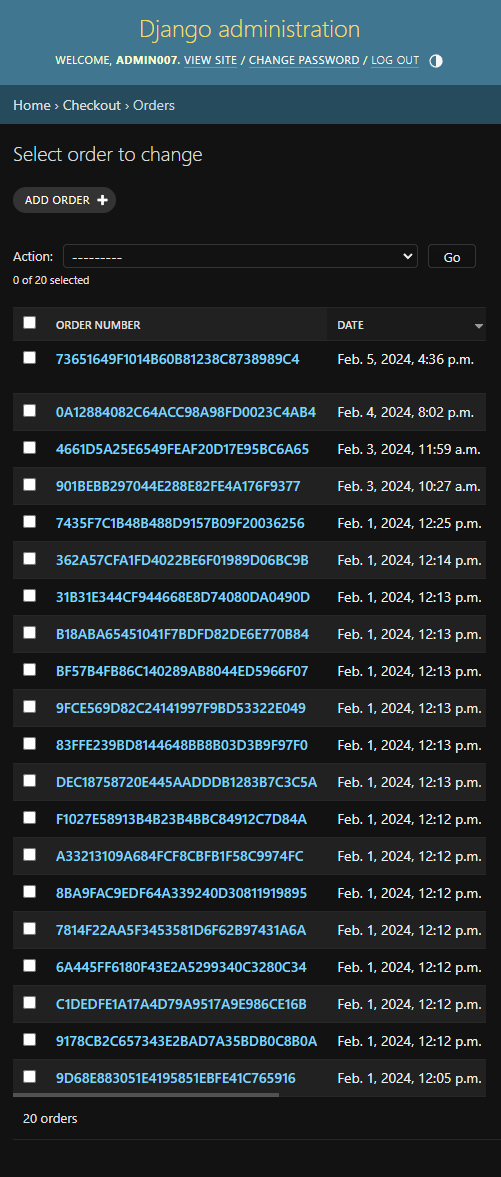 Django administration
WELCOME, ADMIN007. VIEW SITE / CHANGE PASSWORD / LOG OUT
Home › Checkout › Orders
Select order to change
ADD ORDER
Action: ---------
Go
0 of 20 selected
ORDER NUMBER DATE
73651649F1014B60B81238C8738989C4 Feb. 5, 2024, 4:36 p.m.
0A12884082C64ACC98A98FD0023C4AB4 Feb. 4, 2024, 8:02 p.m.
4661D5A25E6549FEAF20D17E95BC6A65 Feb. 3, 2024, 11:59 a.m.
901BEBB297044E288E82FE4A176F9377 Feb. 3, 2024, 10:27 a.m.
7435F7C1B48B488D9157B09F20036256 Feb. 1, 2024, 12:25 p.m.
362A57CFA1FD4022BE6F01989D06BC9B Feb. 1, 2024, 12:14 p.m.
31B31E344CF944668E8D74080DA0490D Feb. 1, 2024, 12:13 p.m.
B18ABA65451041F7BDFD82DE6E770B84 Feb. 1, 2024, 12:13 p.m.
BF57B4FB86C140289AB8044ED5966F07 Feb. 1, 2024, 12:13 p.m.
9FCE569D82C24141997F9BD53322E049 Feb. 1, 2024, 12:13 p.m.
83FFE239BD8144648BB8B03D3B9F97F0 Feb. 1, 2024, 12:13 p.m.
DEC18758720E445AADDDB1283B7C3C5A Feb. 1, 2024, 12:13 p.m.
F1027E58913B4B23B4BBC84912C7D84A Feb. 1, 2024, 12:12 p.m.
A33213109A684FCF8CBFB1F58C9974FC Feb. 1, 2024, 12:12 p.m.
8BA9FAC9EDF64A339240D30811919895 Feb. 1, 2024, 12:12 p.m.
7814F22AA5F3453581D6F62B97431A6A Feb. 1, 2024, 12:12 p.m.
6A445FF6180F43E2A5299340C3280C34 Feb. 1, 2024, 12:12 p.m.
C1DEDFE1A17A4D79A9517A9E986CE16B Feb. 1, 2024, 12:12 p.m.
9178CB2C657343E2BAD7A35BDB0C8B0A Feb. 1, 2024, 12:12 p.m.
9D68E883051E4195851EBFE41C765916 Feb. 1, 2024, 12:05 p.m.
20 orders